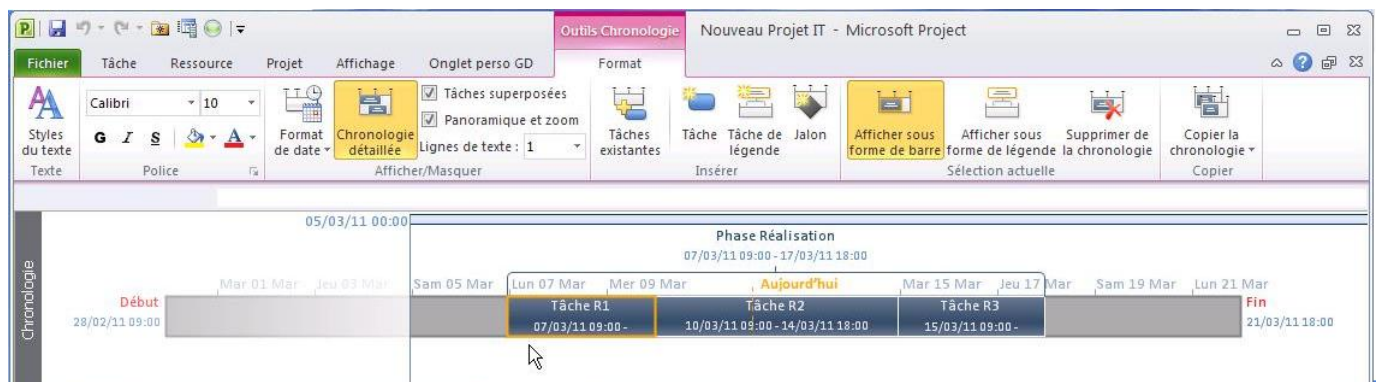 Outils Chronologie
Nouveau Projet IT - Microsoft Project
Fichier Tâche Ressource Projet Affichage Onglet perso GD Format
Styles du texte
Texte
Calibri 10
G I S A
Police
Format de date
Chronologie détaillée
Tâches superposées
Panoramique et zoom
Lignes de texte : 1
Afficher/Masquer
Tâches existantes
Tâche
Tâche de légende
Jalon
Insérer
Afficher sous forme de barre
Afficher sous forme de légende
Supprimer de la chronologie
Sélection actuelle
Copier la chronologie
Copier
Chronologie
05/03/11 00:00
Phase Réalisation
07/03/11 09:00 - 17/03/11 18:00
Mar 01 Mar Jeu 03 Mar Sam 05 Mar Lun 07 Mar Mer 09 Mar Aujourd'hui Mar 15 Mar Jeu 17 Mar Sam 19 Mar Lun 21 Mar
Début
28/02/11 09:00
Tâche R1
07/03/11 09:00 -
Tâche R2
10/03/11 09:00 - 14/03/11 18:00
Tâche R3
15/03/11 09:00 -
Fin
21/03/11 18:00